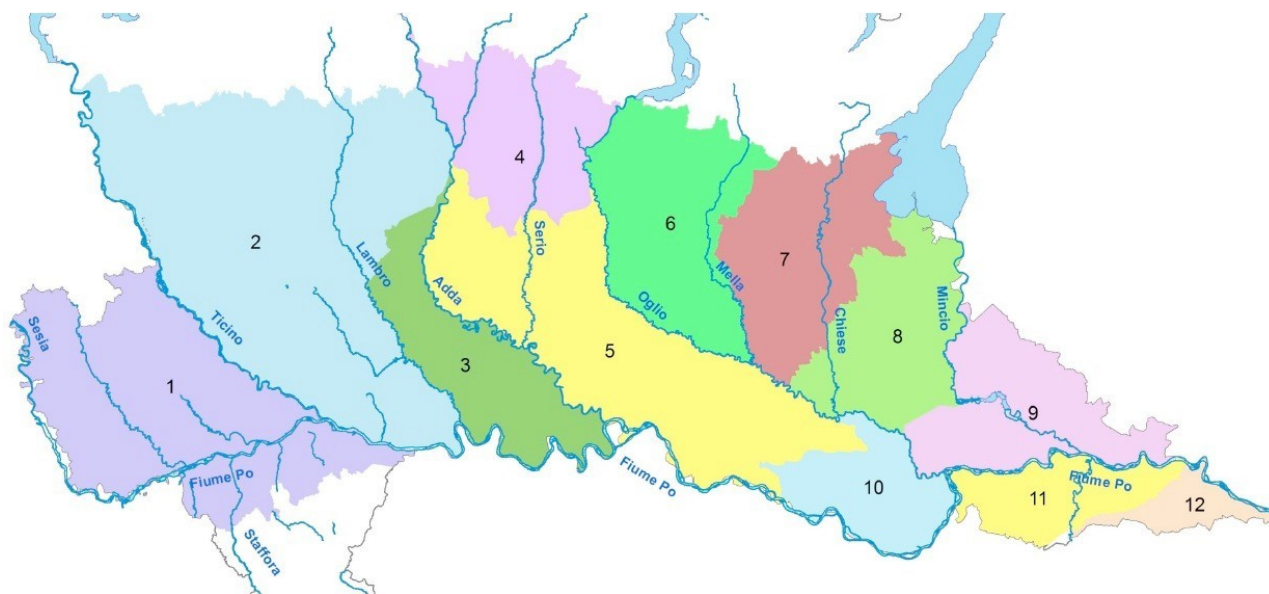 4
6
2
Serio
7
Lambro
Mella
Adda
Oglio
Mincio
Ticino
Chiese
Sesia
8
5
3
1
9
Fiume Po
Fiume Po
Fiume Po
10
11
12
Staffora